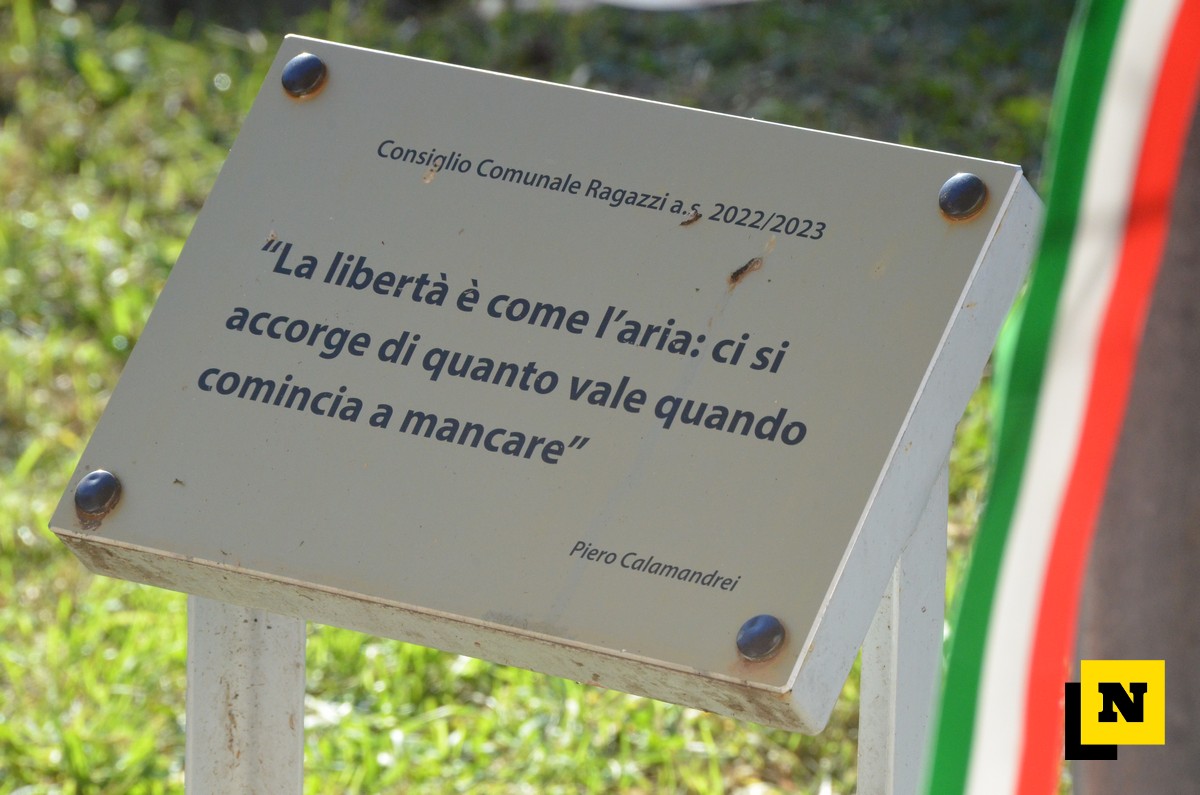 Consiglio Comunale Ragazzi a.s. 2022/2023
“La libertà è come l’aria: ci si
accorge di quanto vale quando
comincia a mancare”
Piero Calamandrei
LN